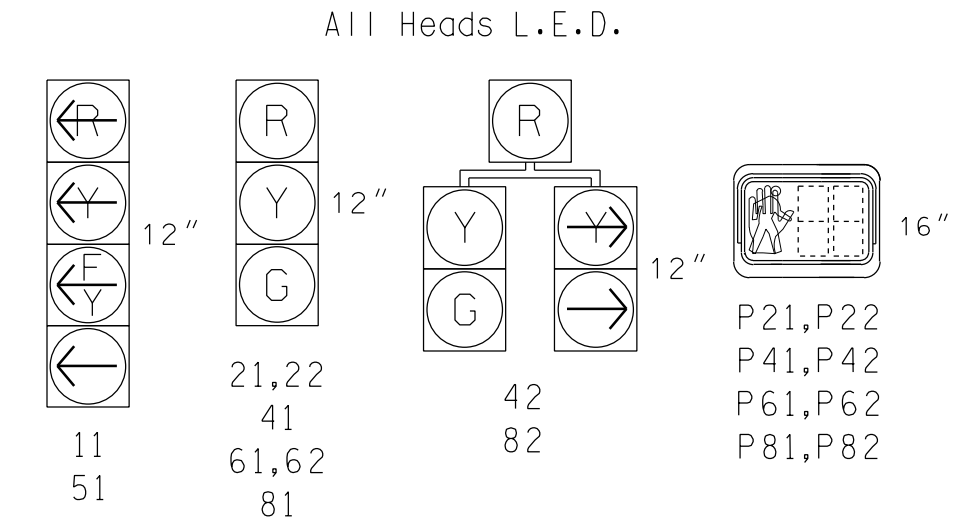 All Heads L.E.D.
R
Y
F
Y
12"
11
51
R
Y
G
12"
21,22
41
61,62
81
R
Y
G
Y
12"
42
82
16"
P21,P22
P41,P42
P61,P62
P81,P82